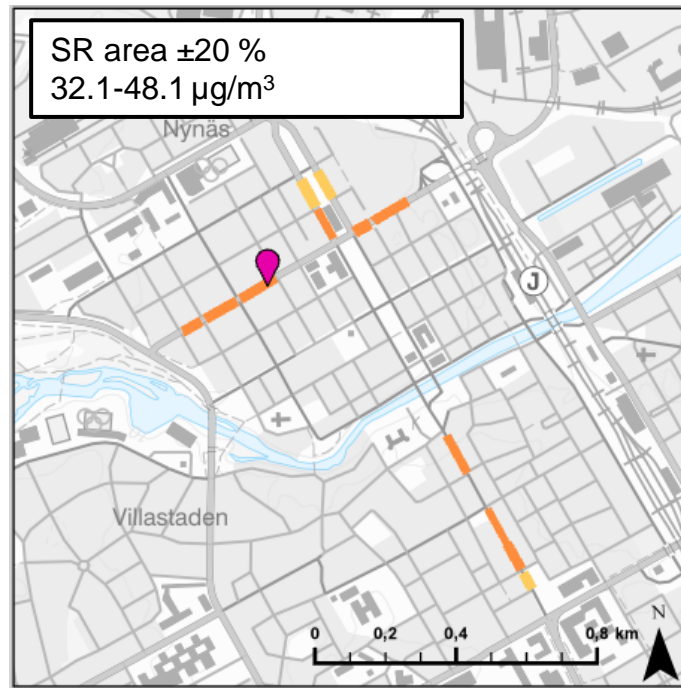 SR area ±20 %
32.1-48.1 µg/m³
Nynäs
J
Villastaden
0 0,2 0,4 0,8 km
N